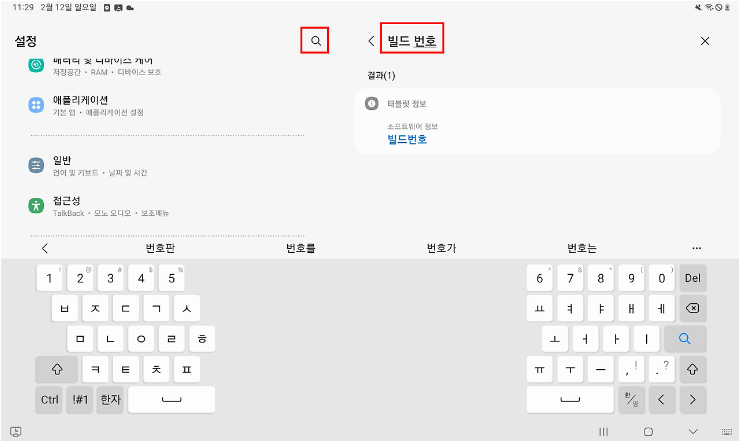 11:29 2월 12일 일요일
설정
빌드 번호
배터리 및 디바이스 케어
저장공간 • RAM • 디바이스 보호
애플리케이션
기본 앱 • 애플리케이션 설정
일반
언어 및 키보드 • 날짜 및 시간
접근성
TalkBack • 모노 오디오 • 보조메뉴
결과(1)
태블릿 정보
소프트웨어 정보
빌드번호
번호판 번호를 번호가 번호는 ...
1 ! 2 @ 3 # 4 $ 5 % 6 ^ 7 & 8 * 9 ( 0 ) Del
ㅂ ㅈ ㄷ ㄱ ㅅ ㅛ ㅕ ㅑ ㅐ ㅔ
ㅁ ㄴ ㅇ ㄹ ㅎ ㅗ ㅓ ㅏ ㅣ
ㅋ ㅌ ㅊ ㅍ ㅠ ㅜ ㅡ , ! . ?
Ctrl !#1 한자 한/영